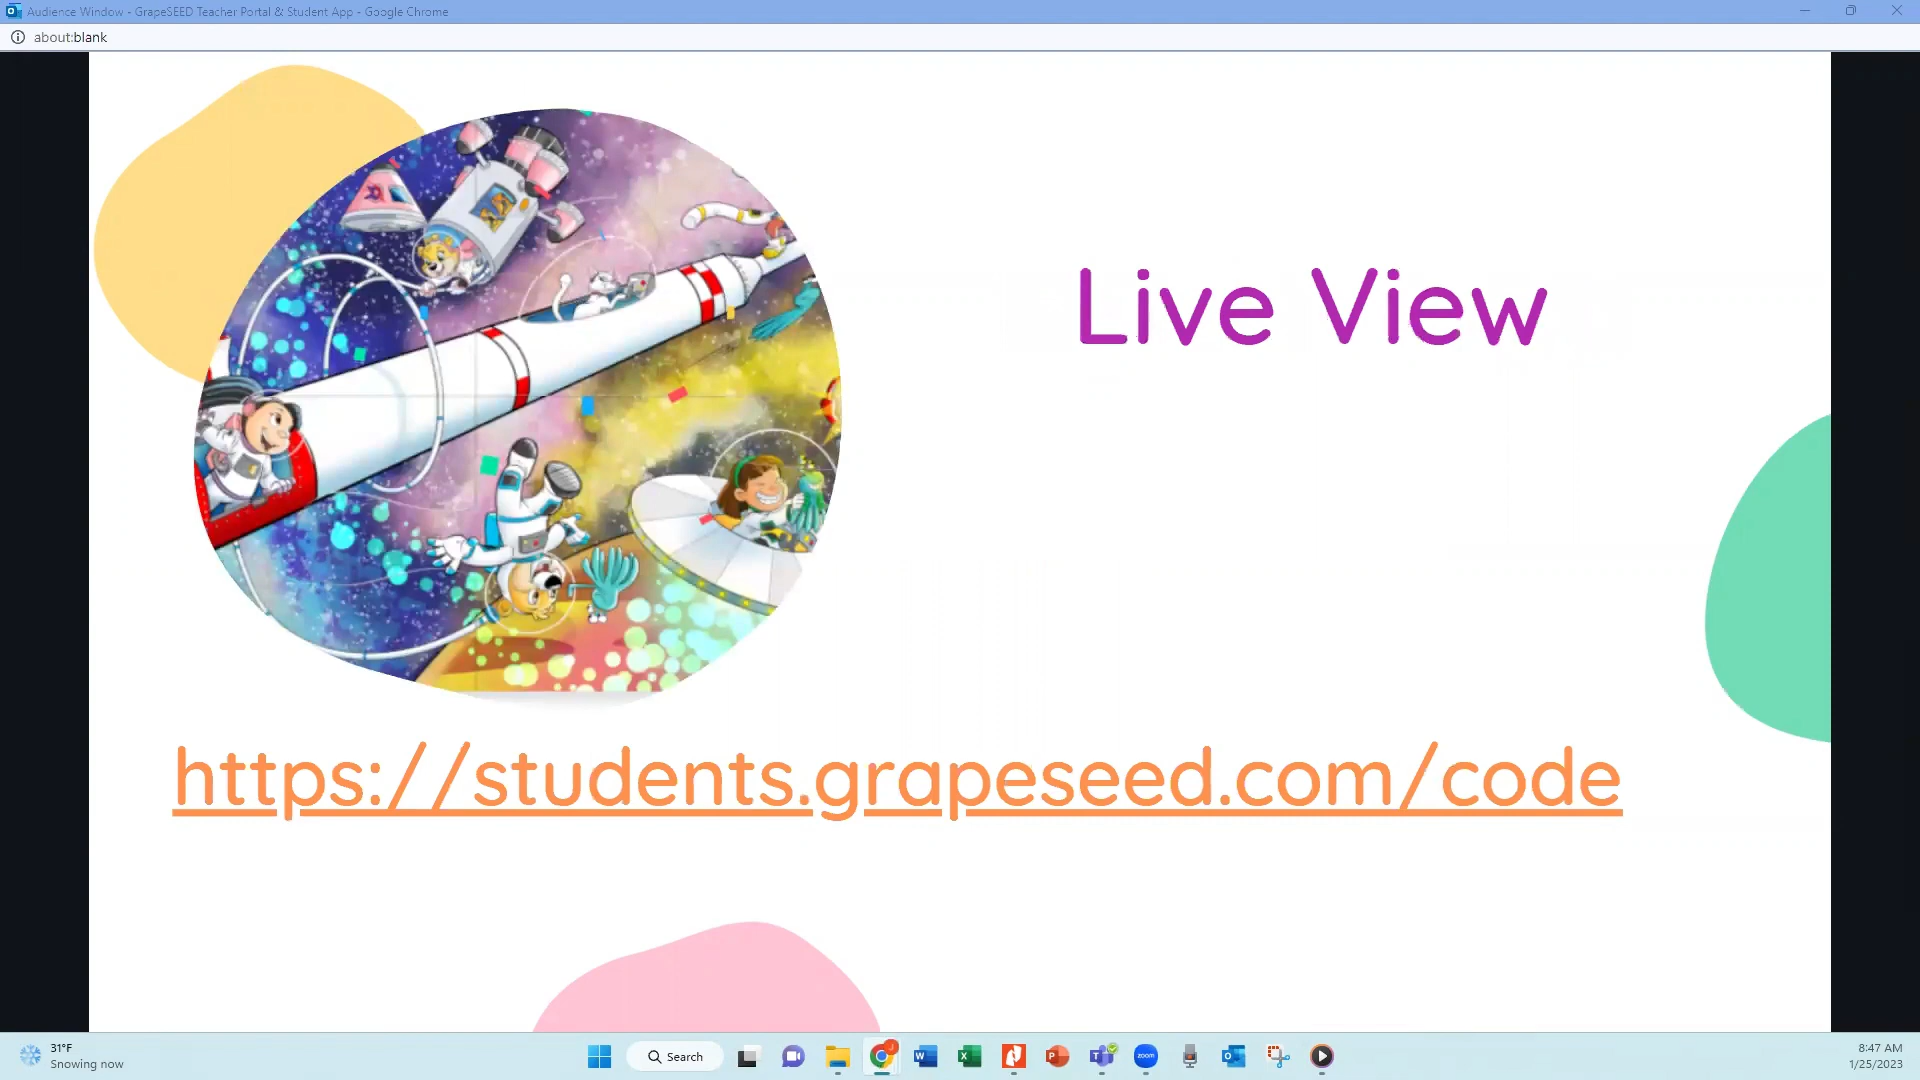 Audience Window - GrapeSEED Teacher Portal & Student App - Google Chrome
about:blank
Live View
https://students.grapeseed.com/code
31°F
Snowing now
Search
zoom
8:47 AM
1/25/2023